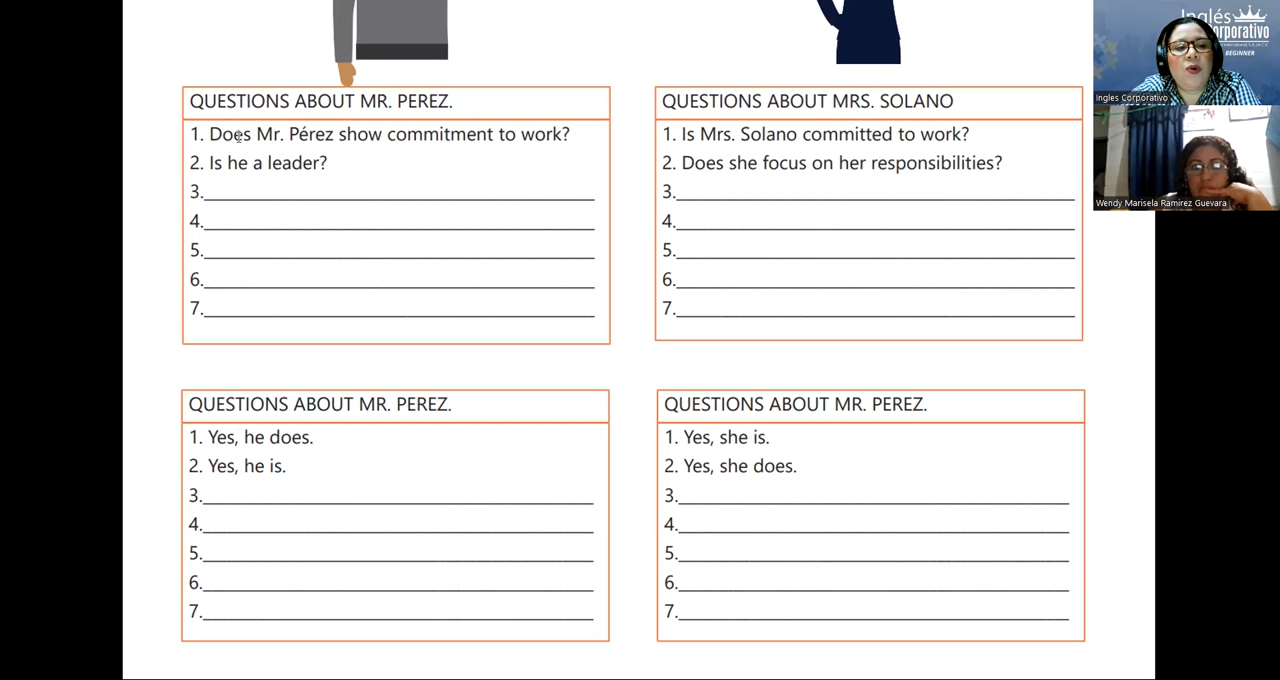 QUESTIONS ABOUT MR. PEREZ.
1. Does Mr. Pérez show commitment to work?
2. Is he a leader?
3.
4.
5.
6.
7.
QUESTIONS ABOUT MRS. SOLANO
1. Is Mrs. Solano committed to work?
2. Does she focus on her responsibilities?
3.
4.
5.
6.
7.
QUESTIONS ABOUT MR. PEREZ.
1. Yes, he does.
2. Yes, he is.
3.
4.
5.
6.
7.
QUESTIONS ABOUT MR. PEREZ.
1. Yes, she is.
2. Yes, she does.
3.
4.
5.
6.
7.
Inglés
BEGINNER
Ingles Corporativo
Wendy Marisela Ramirez Guevara